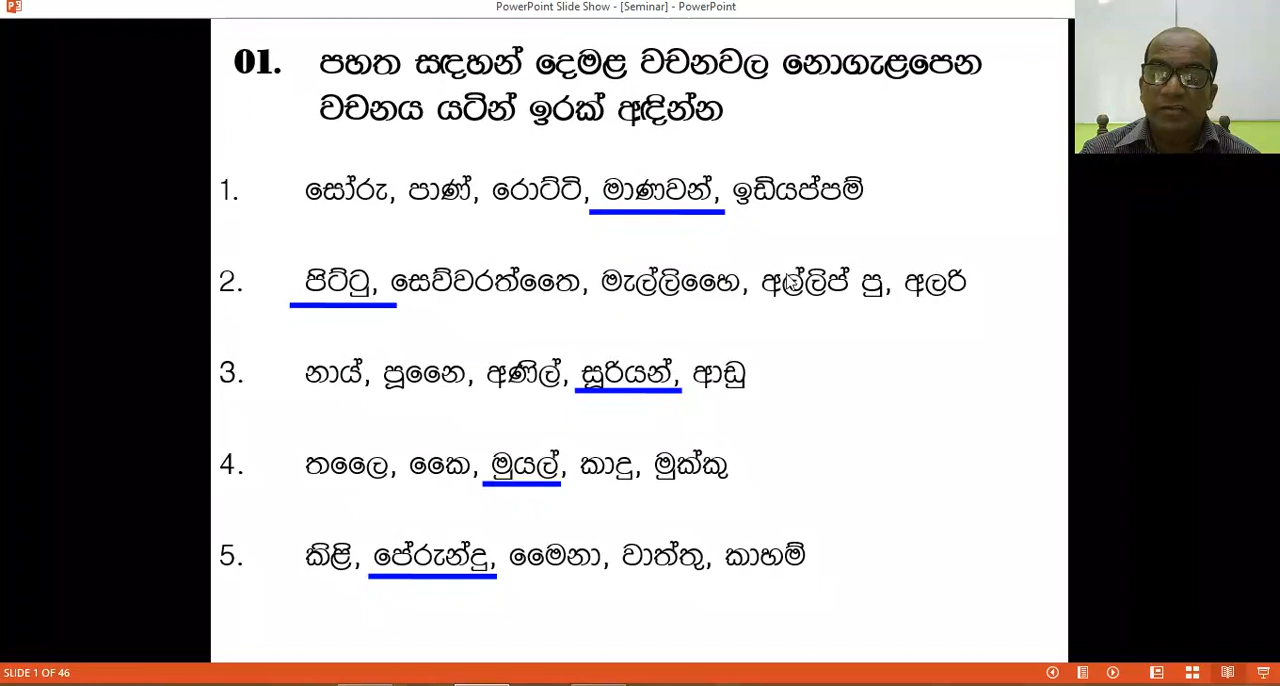 PowerPoint Slide Show - [Seminar] - PowerPoint
01. පහත සඳහන් දෙමළ වචනවල නොගැළපෙන
වචනය යටින් ඉරක් අඳින්න
1. සෝරු, පාණ්, රොට්ටි, මාණවන්, ඉඩියප්පම්
2. පිට්ටු, සෙව්වරත්තෛ, මැල්ලිහෛ, අල්ලිප් පු, අලරි
3. නාය්, පූනෛ, අණිල්, සූරියන්, ආඩු
4. තලෛ, කෛ, මුයල්, කාදු, මුක්කු
5. කිළි, පේරුන්දු, මෛනා, වාත්තු, කාහම්
SLIDE 1 OF 46